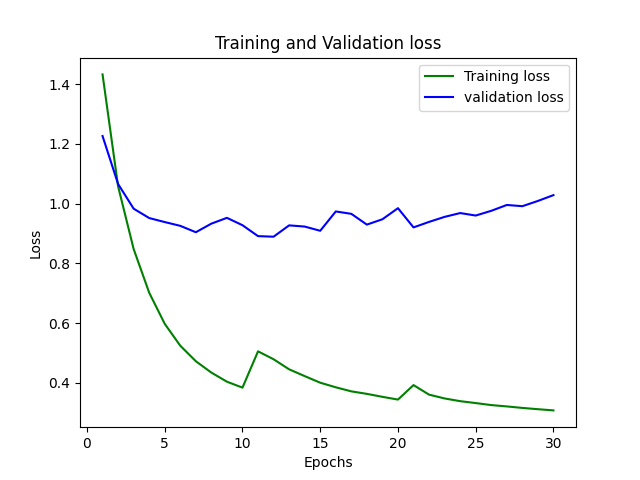 Training and Validation loss
Training loss
validation loss
Loss
1.4
1.2
1.0
0.8
0.6
0.4
0 5 10 15 20 25 30
Epochs